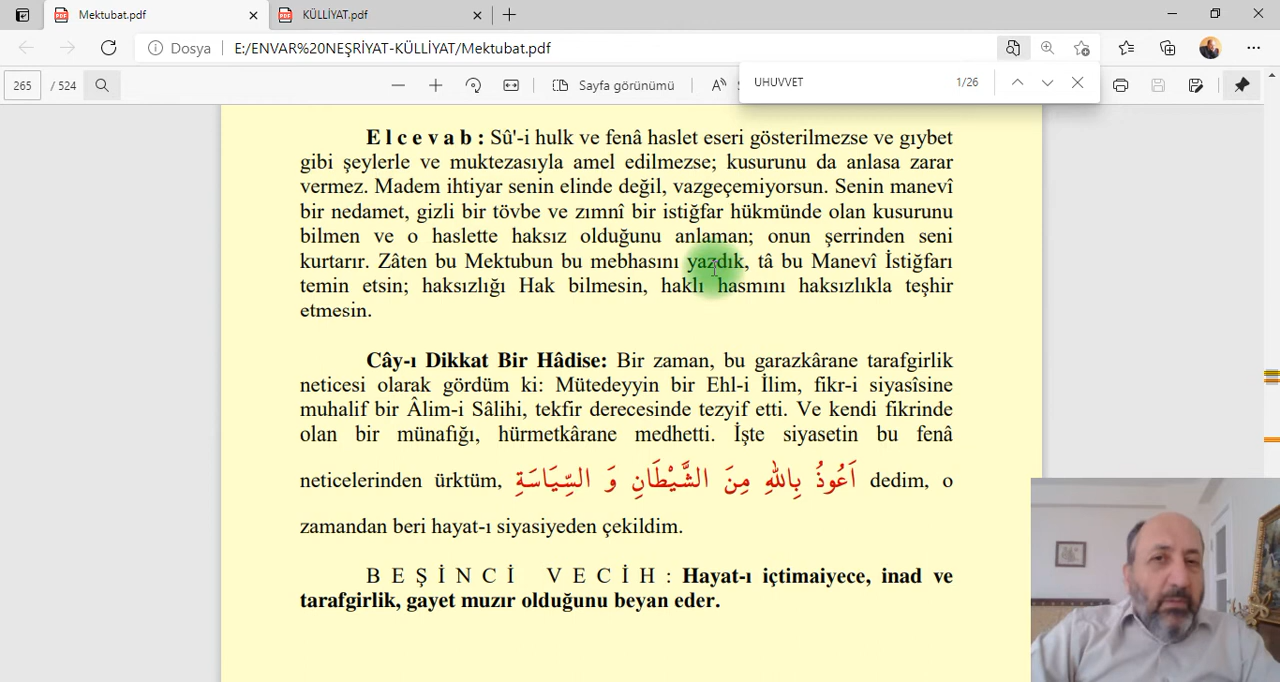 Mektubat.pdf
KÜLLİYAT.pdf
Dosya
E:/ENVAR%20NEŞRİYAT-KÜLLİYAT/Mektubat.pdf
265 / 524
Sayfa görünümü
UHUVVET
1/26
Elcevab: Sû'-i hulk ve fenâ haslet eseri gösterilmezse ve gıybet
gibi şeylerle ve muktezasıyla amel edilmezse; kusurunu da anlasa zarar
vermez. Madem ihtiyar senin elinde değil, vazgeçemiyorsun. Senin manevî
bir nedamet, gizli bir tövbe ve zımnî bir istiğfar hükmünde olan kusurunu
bilmen ve o haslette haksız olduğunu anlaman; onun şerrinden seni
kurtarır. Zâten bu Mektubun bu mebhasını yazdık, tâ bu Manevî İstiğfarı
temin etsin; haksızlığı Hak bilmesin, haklı hasmını haksızlıkla teşhir
etmesin.
Cây-ı Dikkat Bir Hâdise: Bir zaman, bu garazkârane tarafgirlik
neticesi olarak gördüm ki: Mütedeyyin bir Ehl-i İlim, fikr-i siyasîsine
muhalif bir Âlim-i Sâlihi, tekfir derecesinde tezyif etti. Ve kendi fikrinde
olan bir münafığı, hürmetkârane medhetti. İşte siyasetin bu fenâ
neticelerinden ürktüm, اَعُوذُ بِاللهِ مِنَ الشَّيْطَانِ وَ السِّيَاسَةِ dedim, o
zamandan beri hayat-ı siyasiyeden çekildim.
BEŞİNCİ VECİH: Hayat-ı içtimaiyece, inad ve
tarafgirlik, gayet muzır olduğunu beyan eder.